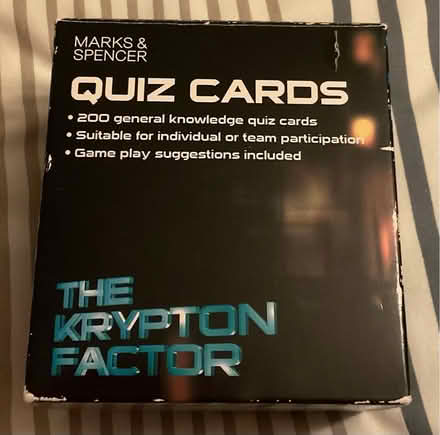 MARKS &
SPENCER
QUIZ CARDS
• 200 general knowledge quiz cards
• Suitable for individual or team participation
• Game play suggestions included
THE
KRYPTON
FACTOR